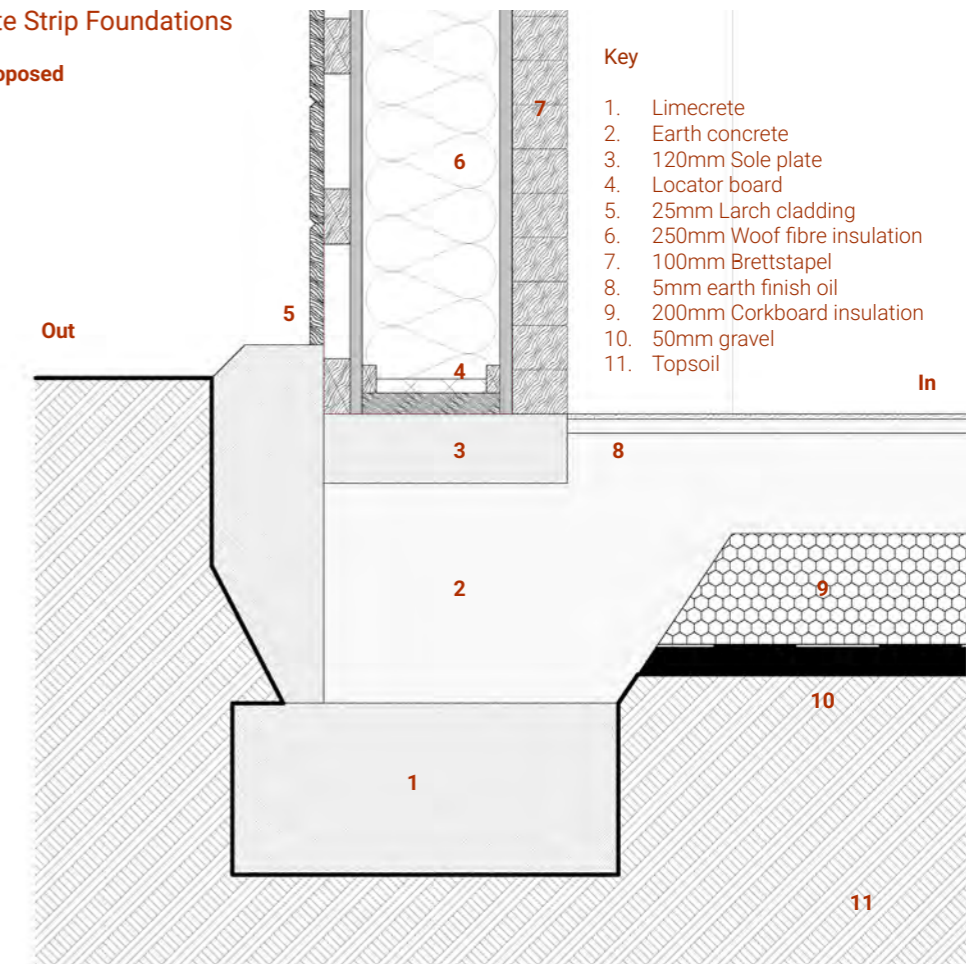 te Strip Foundations
oposed
Key
1. Limecrete
2. Earth concrete
3. 120mm Sole plate
4. Locator board
5. 25mm Larch cladding
6. 250mm Woof fibre insulation
7. 100mm Brettstapel
8. 5mm earth finish oil
9. 200mm Corkboard insulation
10. 50mm gravel
11. Topsoil
7
6
5
Out
4
In
3
8
2
9
10
1
11